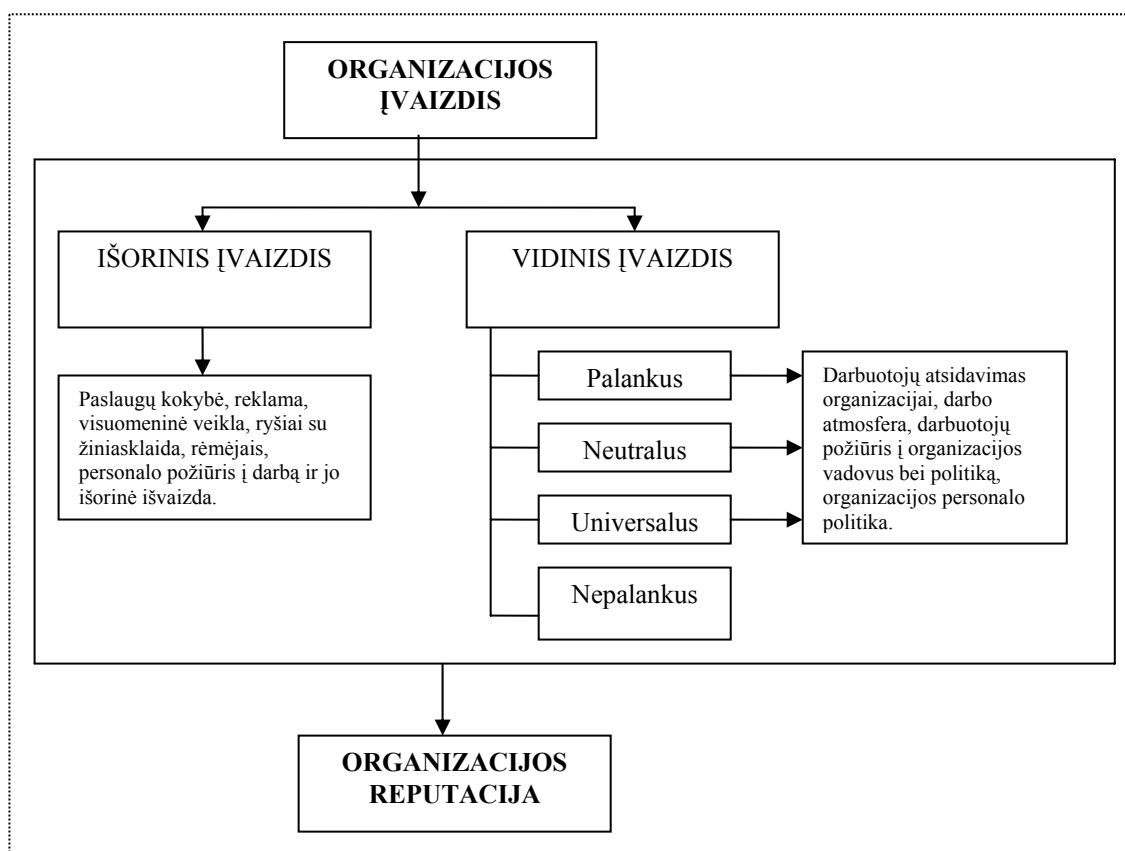 ORGANIZACIJOS
ĮVAIZDIS
IŠORINIS ĮVAIZDIS
VIDINIS ĮVAIZDIS
Paslaugų kokybė, reklama,
visuomeninė veikla, ryšiai su
žiniasklaida, rėmėjais,
personalo požiūris į darbą ir jo
išorinė išvaizda.
Palankus
Neutralus
Universalus
Nepalankus
Darbuotojų atsidavimas
organizacijai, darbo
atmosfera, darbuotojų
požiūris į organizacijos
vadovus bei politiką,
organizacijos personalo
politika.
ORGANIZACIJOS
REPUTACIJA